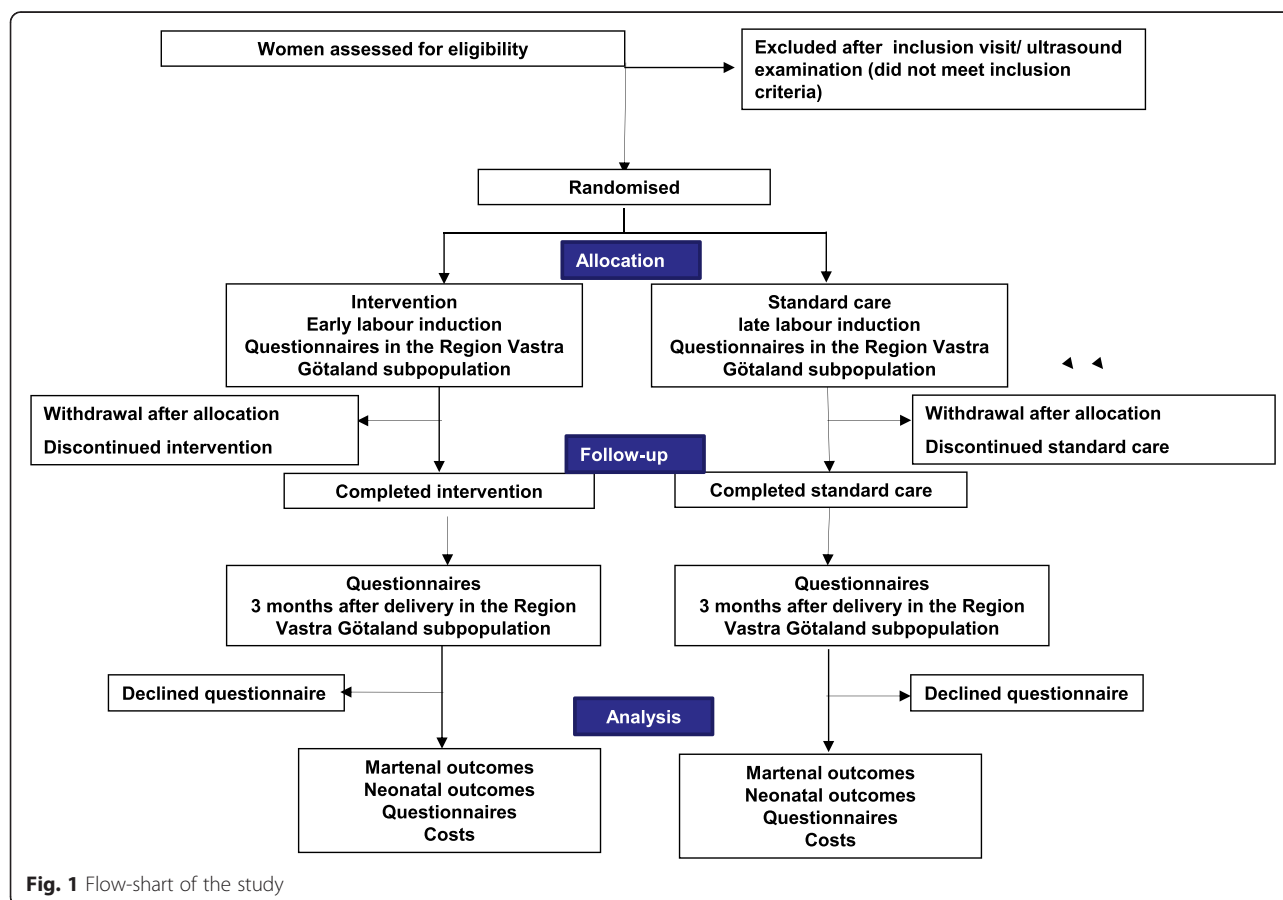 Women assessed for eligibility
Excluded after inclusion visit/ ultrasound
examination (did not meet inclusion
criteria)
Randomised
Allocation
Intervention
Early labour induction
Questionnaires in the Region Vastra
Götaland subpopulation
Standard care
late labour induction
Questionnaires in the Region Vastra
Götaland subpopulation
Withdrawal after allocation
Discontinued intervention
Withdrawal after allocation
Discontinued standard care
Follow-up
Completed intervention
Completed standard care
Questionnaires
3 months after delivery in the Region
Vastra Götaland subpopulation
Questionnaires
3 months after delivery in the Region
Vastra Götaland subpopulation
Declined questionnaire
Declined questionnaire
Analysis
Martenal outcomes
Neonatal outcomes
Questionnaires
Costs
Martenal outcomes
Neonatal outcomes
Questionnaires
Costs
Fig. 1 Flow-shart of the study